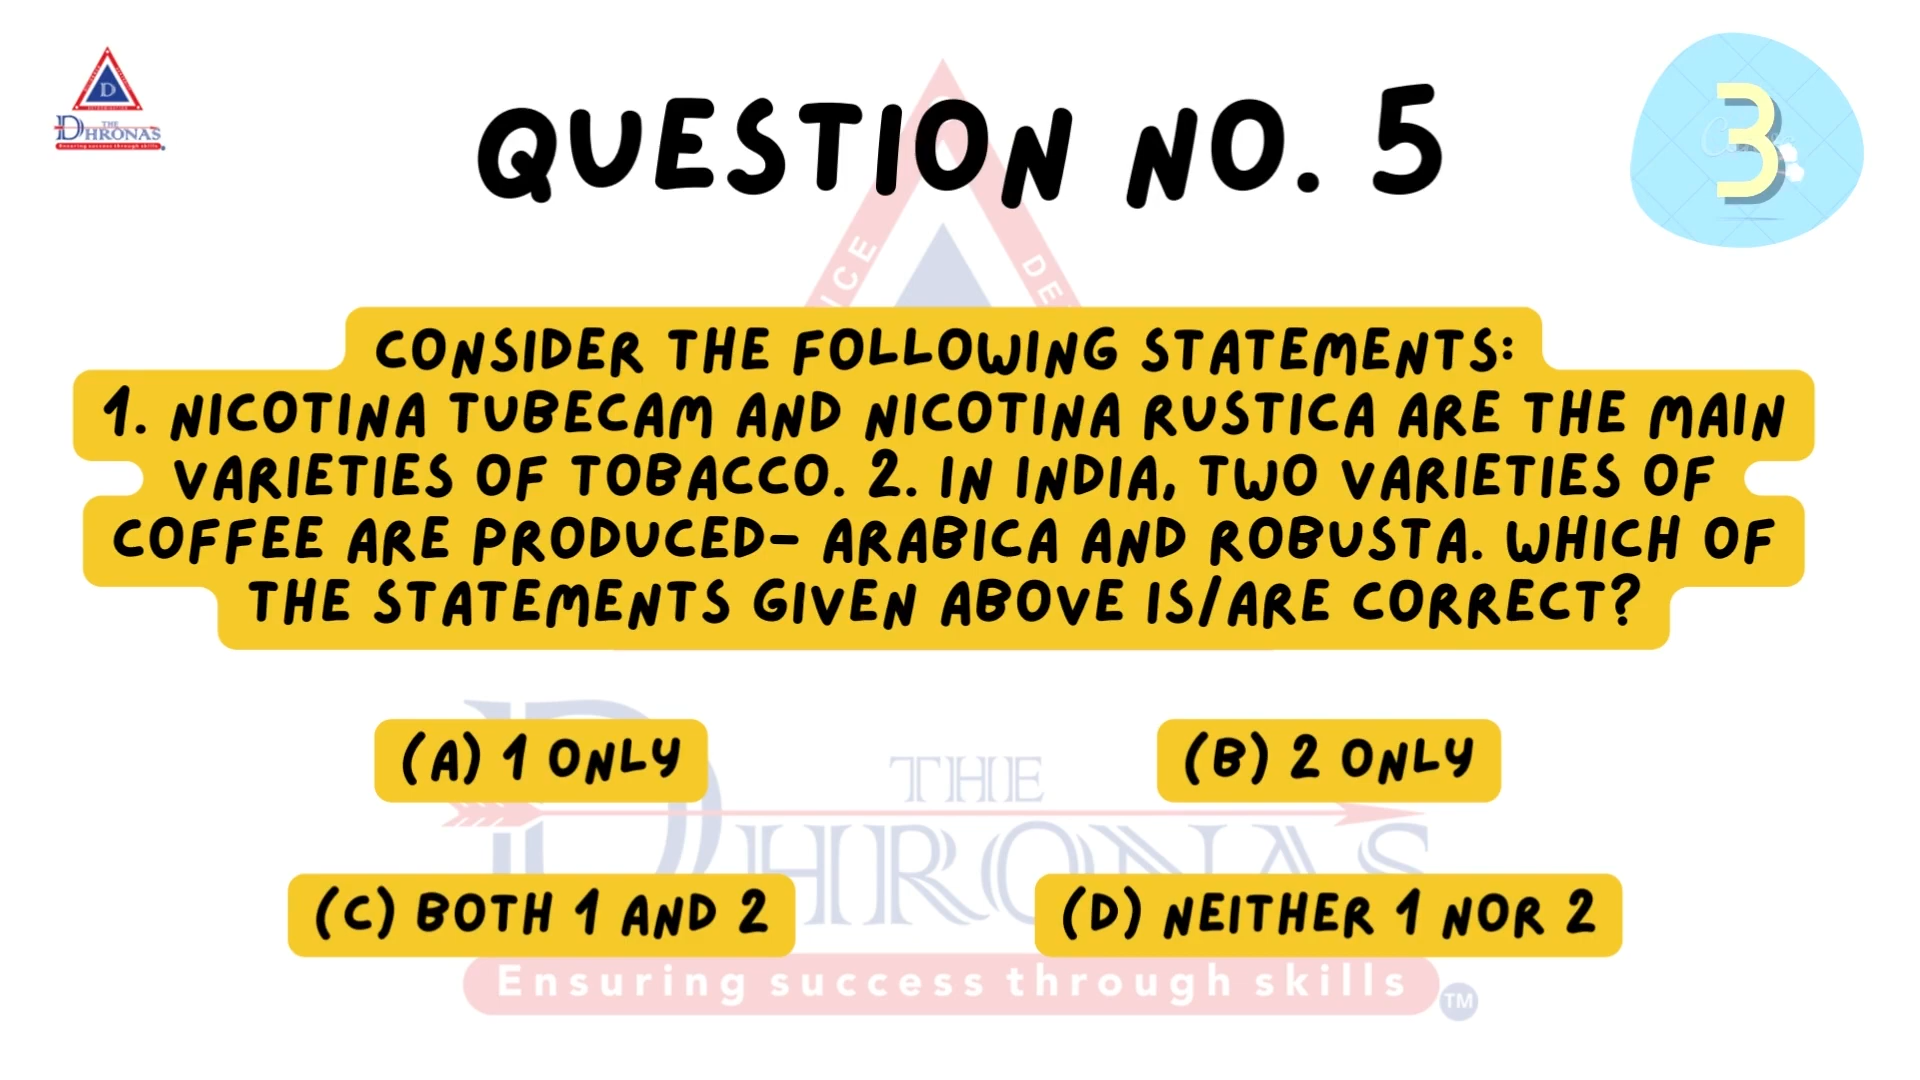 D
THE
DHRONAS
Ensuring success through skills
QUESTION NO. 5
3
ICE
DE
CONSIDER THE FOLLOWING STATEMENTS:
1. NICOTINA TUBECAM AND NICOTINA RUSTICA ARE THE MAIN
VARIETIES OF TOBACCO. 2. IN INDIA, TWO VARIETIES OF
COFFEE ARE PRODUCED- ARABICA AND ROBUSTA. WHICH OF
THE STATEMENTS GIVEN ABOVE IS/ARE CORRECT?
(A) 1 ONLY
(B) 2 ONLY
THE
DHRONAS
(C) BOTH 1 AND 2
(D) NEITHER 1 NOR 2
Ensuring success through skills
TM